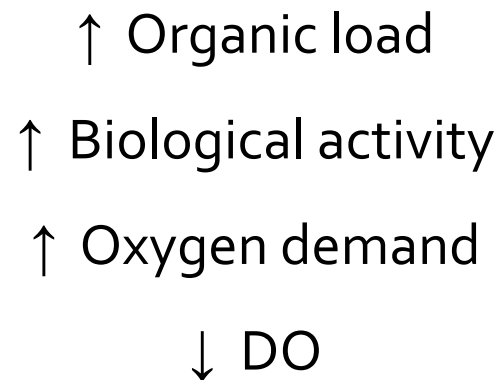 ↑ Organic load
↑ Biological activity
↑ Oxygen demand
↓ DO